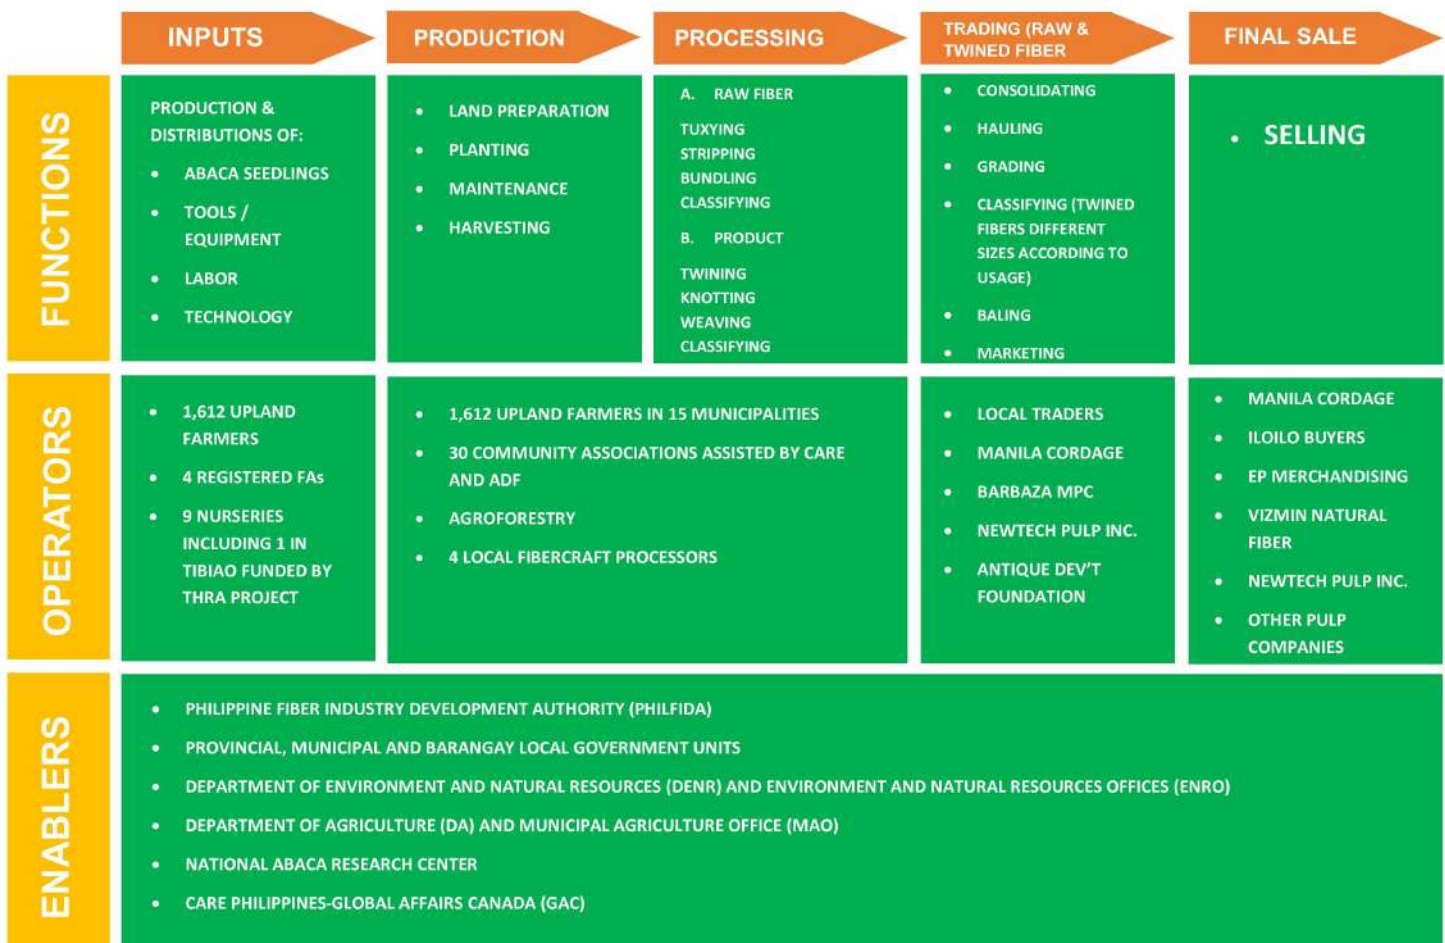 INPUTS
PRODUCTION
PROCESSING
TRADING (RAW &
TWINED FIBER
FINAL SALE
FUNCTIONS
PRODUCTION &
DISTRIBUTIONS OF:
• ABACA SEEDLINGS
• TOOLS /
EQUIPMENT
• LABOR
• TECHNOLOGY
• LAND PREPARATION
• PLANTING
• MAINTENANCE
• HARVESTING
A. RAW FIBER
TUXYING
STRIPPING
BUNDLING
CLASSIFYING
B. PRODUCT
TWINING
KNOTTING
WEAVING
CLASSIFYING
• CONSOLIDATING
• HAULING
• GRADING
• CLASSIFYING (TWINED
FIBERS DIFFERENT
SIZES ACCORDING TO
USAGE)
• BALING
• MARKETING
• SELLING
OPERATORS
• 1,612 UPLAND
FARMERS
• 4 REGISTERED FAs
• 9 NURSERIES
INCLUDING 1 IN
TIBIAO FUNDED BY
THRA PROJECT
• 1,612 UPLAND FARMERS IN 15 MUNICIPALITIES
• 30 COMMUNITY ASSOCIATIONS ASSISTED BY CARE
AND ADF
• AGROFORESTRY
• 4 LOCAL FIBERCRAFT PROCESSORS
• LOCAL TRADERS
• MANILA CORDAGE
• BARBAZA MPC
• NEWTECH PULP INC.
• ANTIQUE DEV'T
FOUNDATION
• MANILA CORDAGE
• ILOILO BUYERS
• EP MERCHANDISING
• VIZMIN NATURAL
FIBER
• NEWTECH PULP INC.
• OTHER PULP
COMPANIES
ENABLERS
• PHILIPPINE FIBER INDUSTRY DEVELOPMENT AUTHORITY (PHILFIDA)
• PROVINCIAL, MUNICIPAL AND BARANGAY LOCAL GOVERNMENT UNITS
• DEPARTMENT OF ENVIRONMENT AND NATURAL RESOURCES (DENR) AND ENVIRONMENT AND NATURAL RESOURCES OFFICES (ENRO)
• DEPARTMENT OF AGRICULTURE (DA) AND MUNICIPAL AGRICULTURE OFFICE (MAO)
• NATIONAL ABACA RESEARCH CENTER
• CARE PHILIPPINES-GLOBAL AFFAIRS CANADA (GAC)